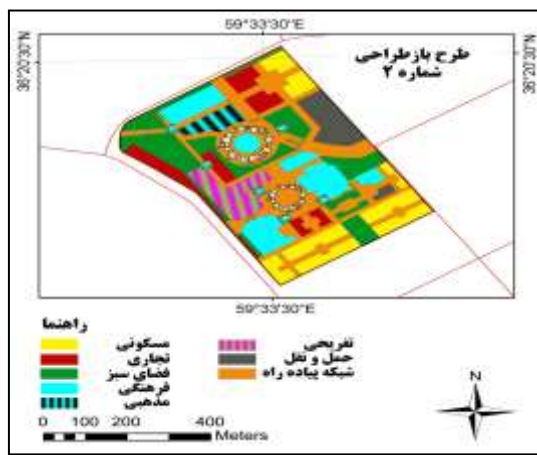 59°33'30"E
36°20'30"N
36°20'30"N
طرح بازطراحی
شماره ۲
59°33'30"E
راهنما
مسکونی
تجاری
فضای سبز
فرهنگی
مذهبی
تفریحی
حمل و نقل
شبکه پیاده راه
0 100 200 400
Meters
N